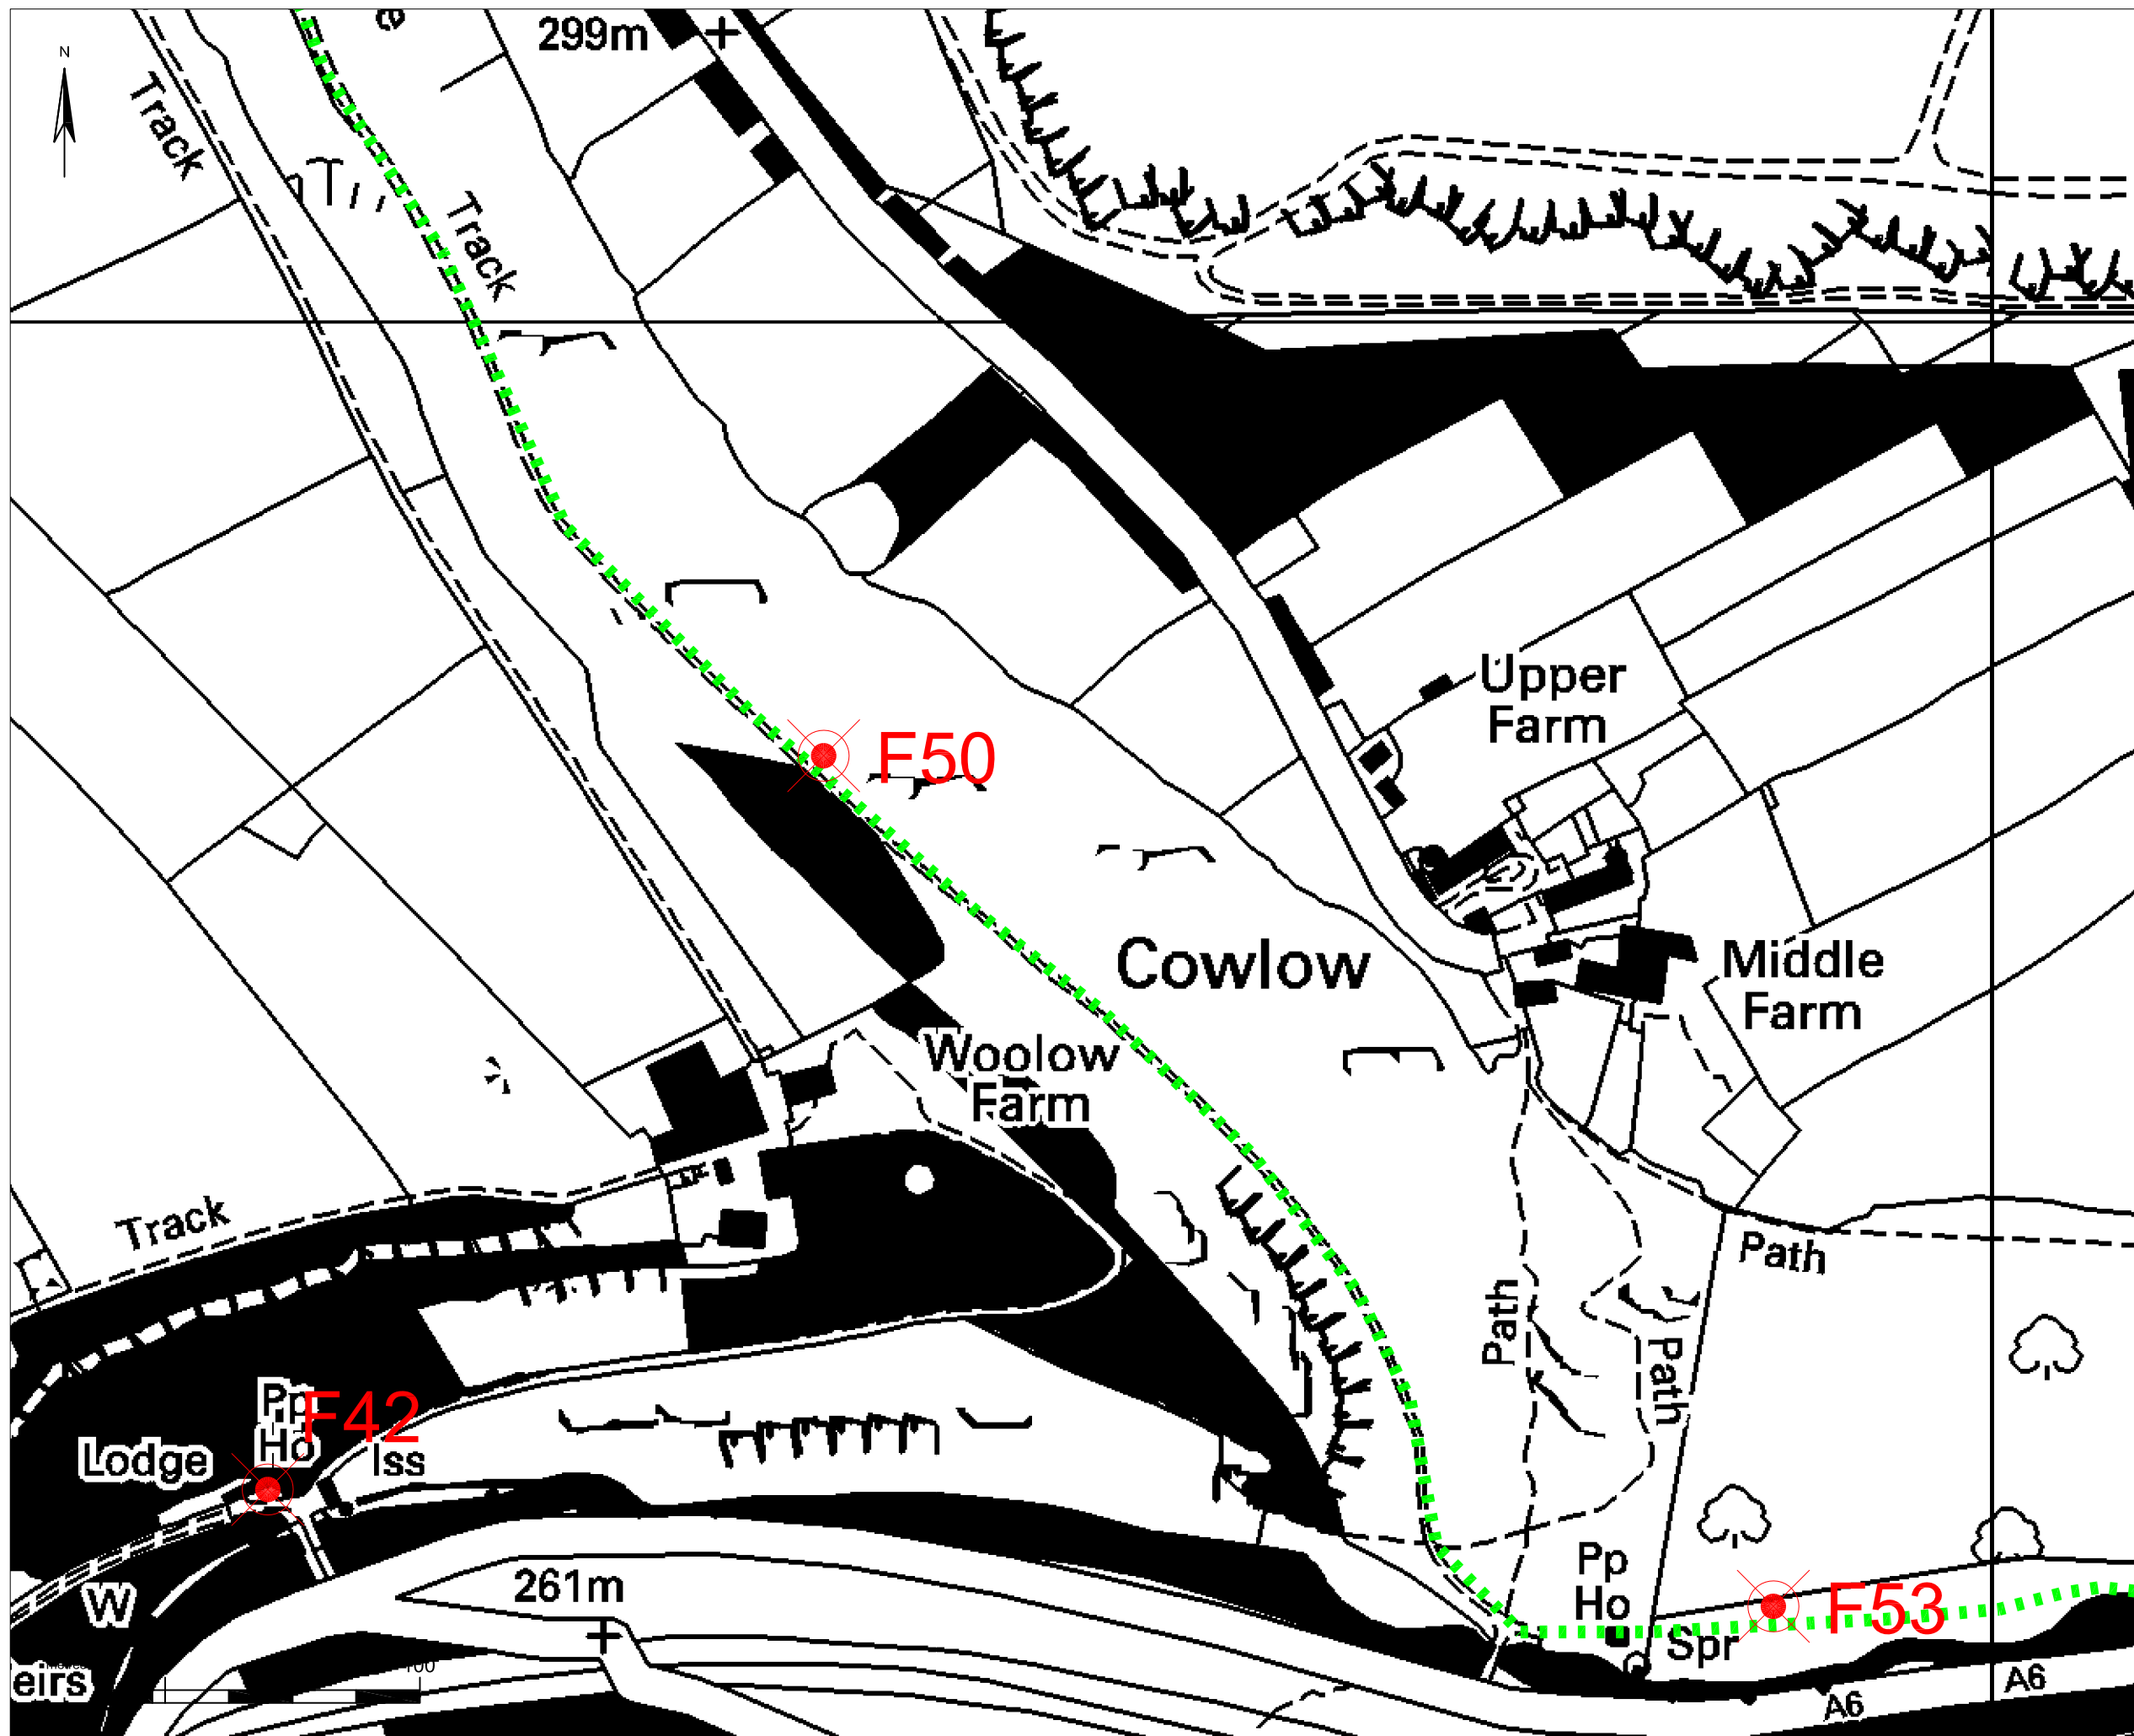 299m
N
Track
Track
Upper
Farm
F50
Cowlow
Middle
Farm
Woolow
Farm
Track
Path
Path
Path
Pp
Ho
F42
Lodge
Iss
261m
W
eirs
100
Pp
Ho
F53
Spr
A6
A6